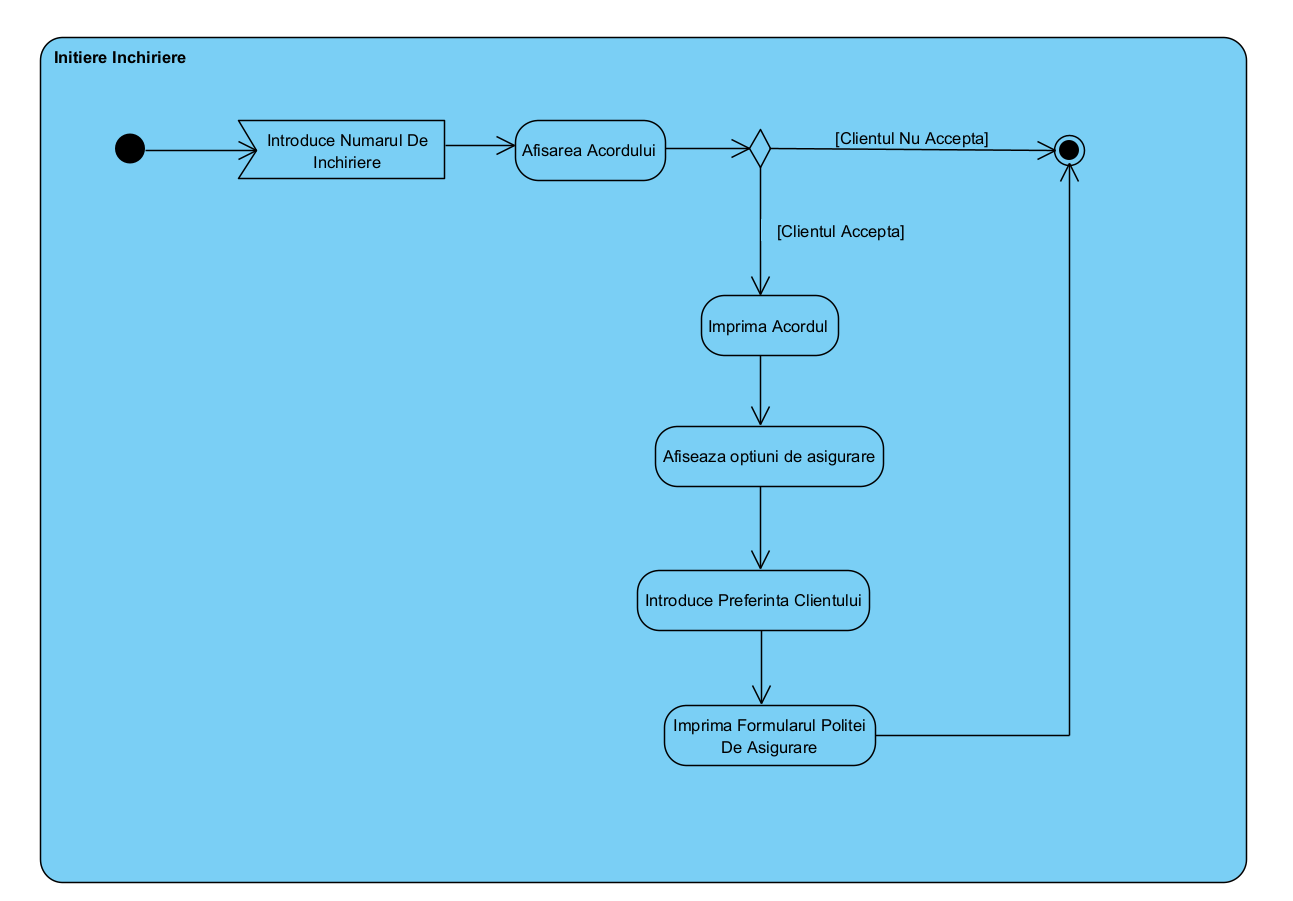 Initiere Inchiriere
Introduce Numarul De
Inchiriere
Afisarea Acordului
[Clientul Nu Accepta]
[Clientul Accepta]
Imprima Acordul
Afiseaza optiuni de asigurare
Introduce Preferinta Clientului
Imprima Formularul Politei
De Asigurare